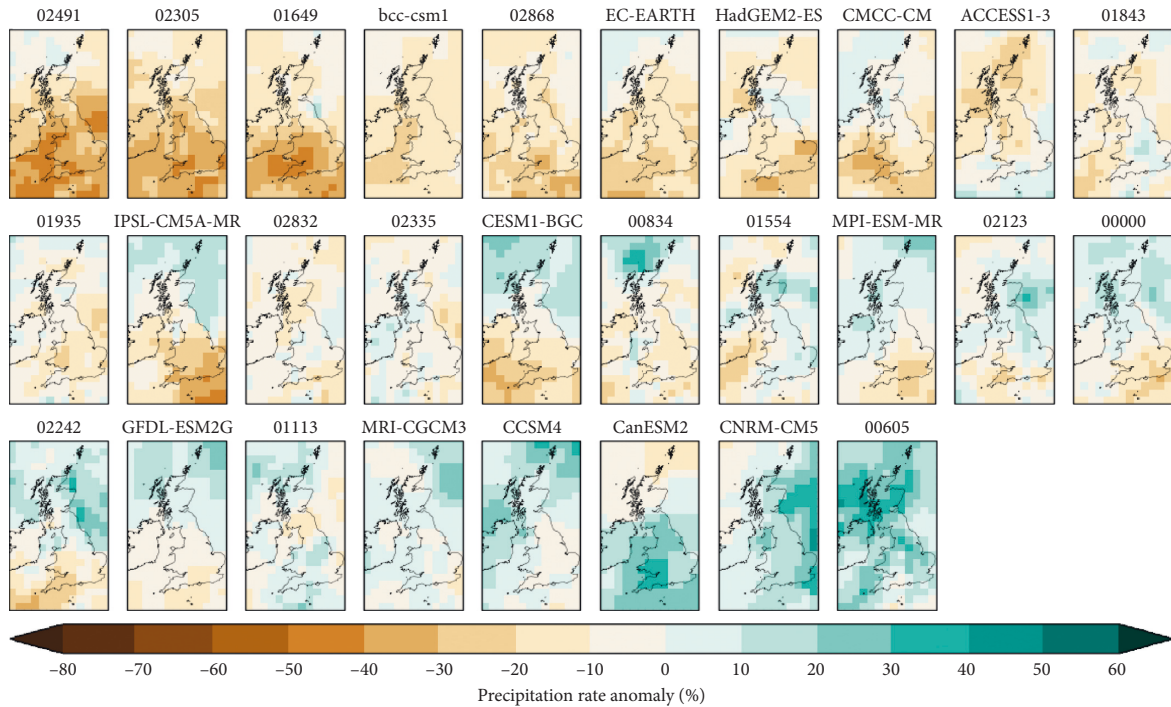 02491 02305 01649 bcc-csm1 02868 EC-EARTH HadGEM2-ES CMCC-CM ACCESS1-3 01843
01935 IPSL-CM5A-MR 02832 02335 CESM1-BGC 00834 01554 MPI-ESM-MR 02123 00000
02242 GFDL-ESM2G 01113 MRI-CGCM3 CCSM4 CanESM2 CNRM-CM5 00605
–80 –70 –60 –50 –40 –30 –20 –10 0 10 20 30 40 50 60
Precipitation rate anomaly (%)